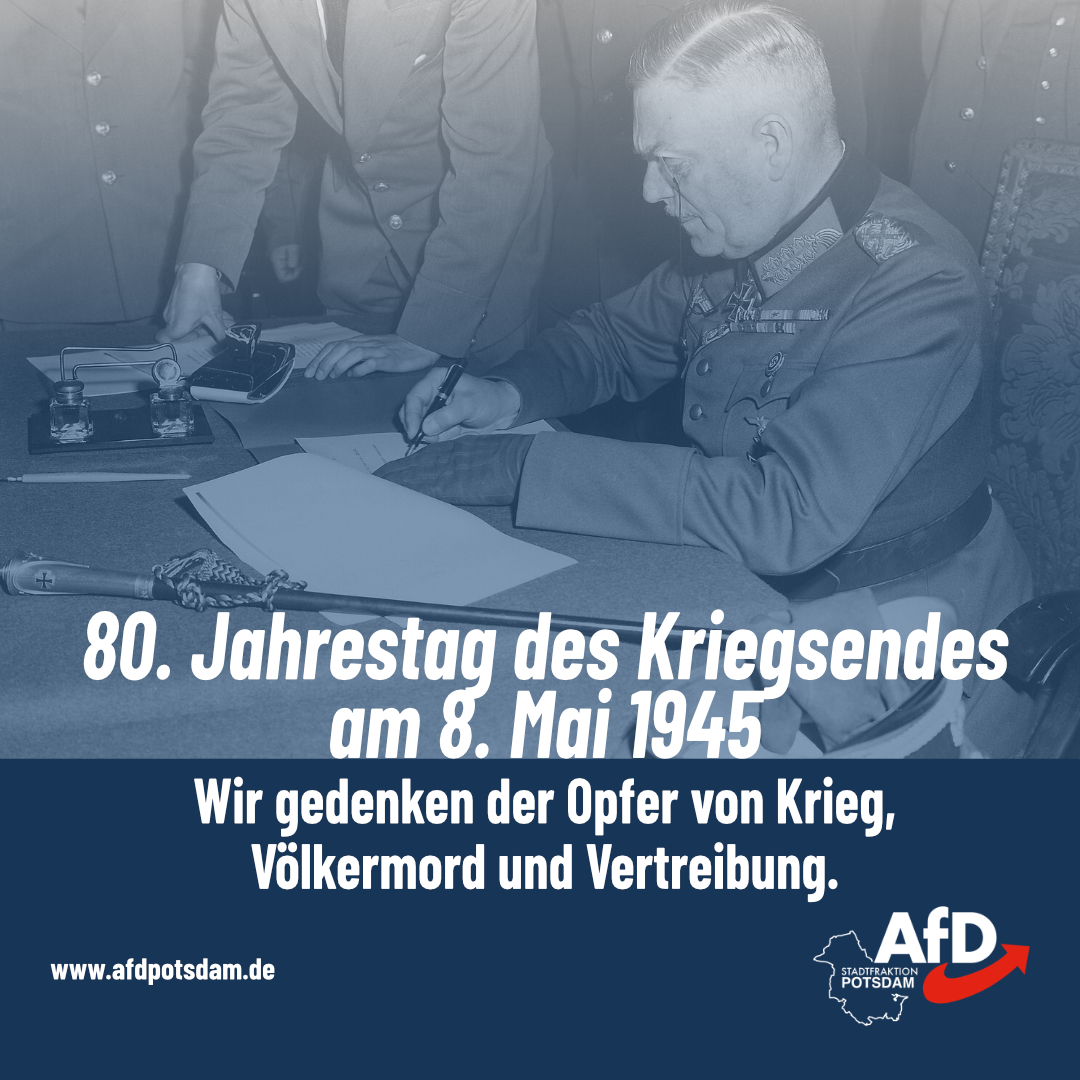 80. Jahrestag des Kriegsendes
am 8. Mai 1945
Wir gedenken der Opfer von Krieg,
Völkermord und Vertreibung.
AfD
STADTFRAKTION
POTSDAM
www.afdpotsdam.de